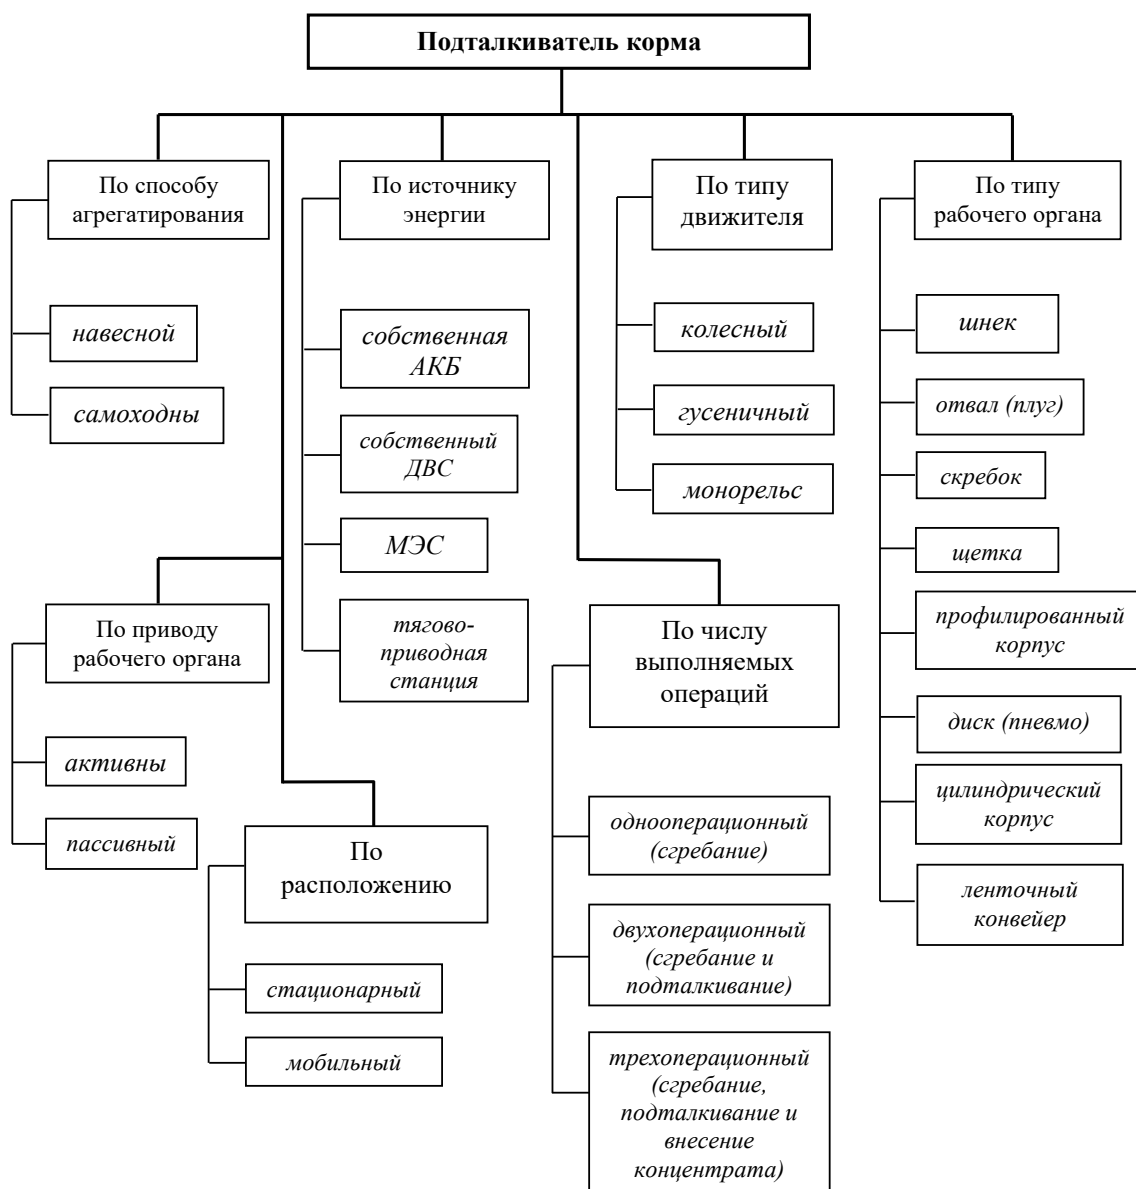 Подталкиватель корма
По способу
агрегатирования
навесной
самоходны
По источнику
энергии
собственная
АКБ
собственный
ДВС
МЭС
тягово-
приводная
станция
По типу
движителя
колесный
гусеничный
монорельс
По типу
рабочего органа
шнек
отвал (плуг)
скребок
щетка
профилированный
корпус
диск (пневмо)
цилиндрический
корпус
ленточный
конвейер
По приводу
рабочего органа
активны
пассивный
По
расположению
стационарный
мобильный
По числу
выполняемых
операций
однооперационный
(сгребание)
двухоперационный
(сгребание и
подталкивание)
трехоперационный
(сгребание,
подталкивание и
внесение
концентрата)